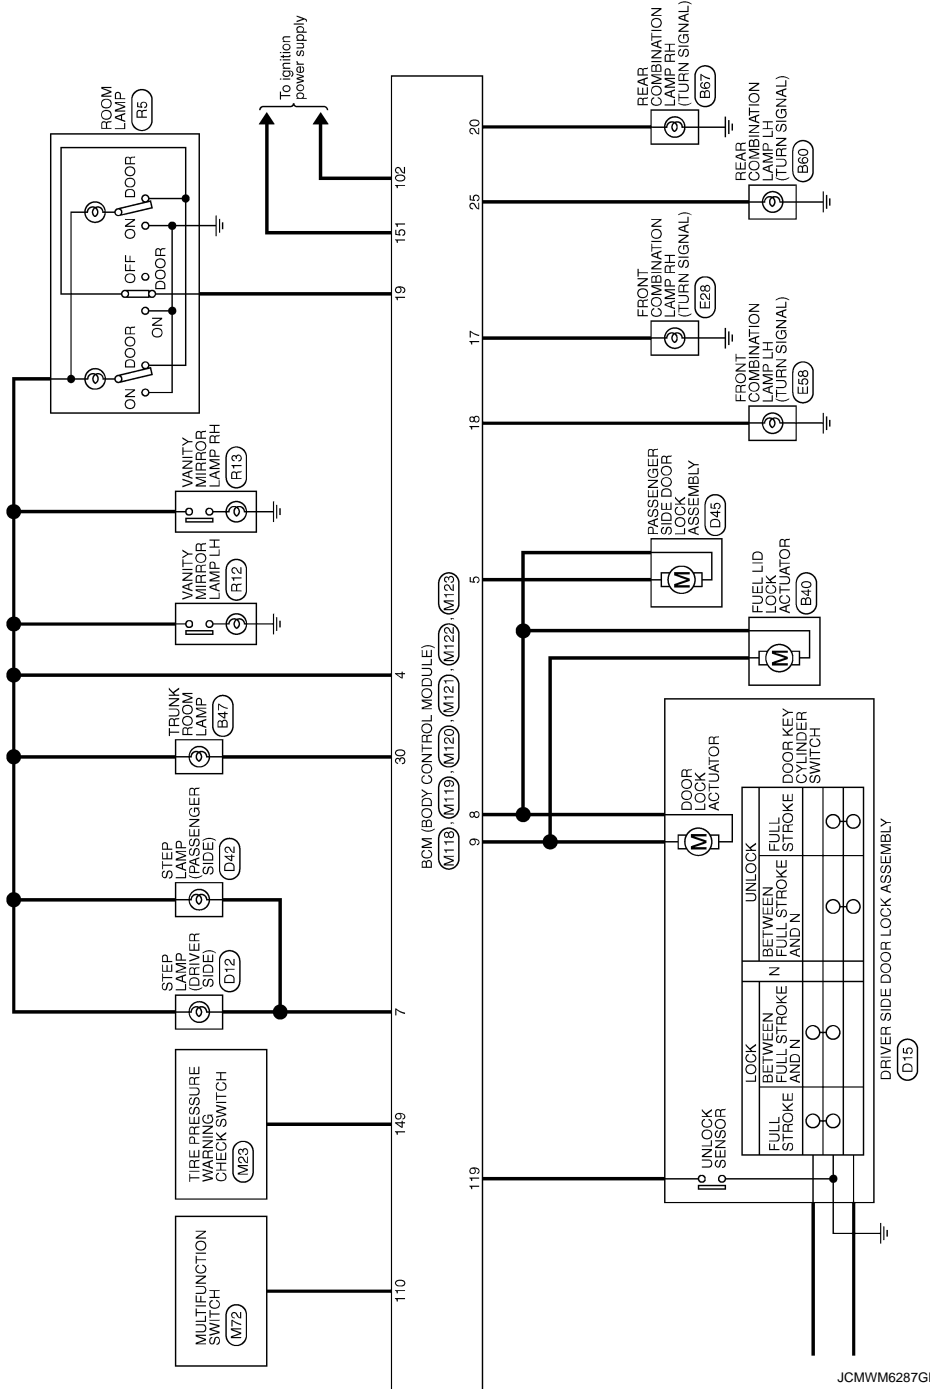 ROOM
LAMP
R5
DOOR
ON
OFF
DOOR
ON
DOOR
ON
To ignition
power supply
VANITY
MIRROR
LAMP RH
R13
VANITY
MIRROR
LAMP LH
R12
TRUNK
ROOM
LAMP
B47
STEP
LAMP
(PASSENGER
SIDE)
D42
STEP
LAMP
(DRIVER
SIDE)
D12
TIRE PRESSURE
WARNING
CHECK SWITCH
M23
MULTIFUNCTION
SWITCH
M72
102
151
19
4
30
7
149
110
BCM (BODY CONTROL MODULE)
M118 , M119 , M120 , M121 , M122 , M123
20
25
17
18
5
8
9
119
REAR
COMBINATION
LAMP RH
(TURN SIGNAL)
B67
REAR
COMBINATION
LAMP LH
(TURN SIGNAL)
B60
FRONT
COMBINATION
LAMP RH
(TURN SIGNAL)
E28
FRONT
COMBINATION
LAMP LH
(TURN SIGNAL)
E58
PASSENGER
SIDE DOOR
LOCK
ASSEMBLY
D45
M
FUEL LID
LOCK
ACTUATOR
B40
M
DOOR
LOCK
ACTUATOR
M
DOOR KEY
CYLINDER
SWITCH
UNLOCK
FULL
STROKE
BETWEEN
FULL STROKE
AND N
N
LOCK
BETWEEN
FULL STROKE
AND N
FULL
STROKE
UNLOCK
SENSOR
DRIVER SIDE DOOR LOCK ASSEMBLY
D15